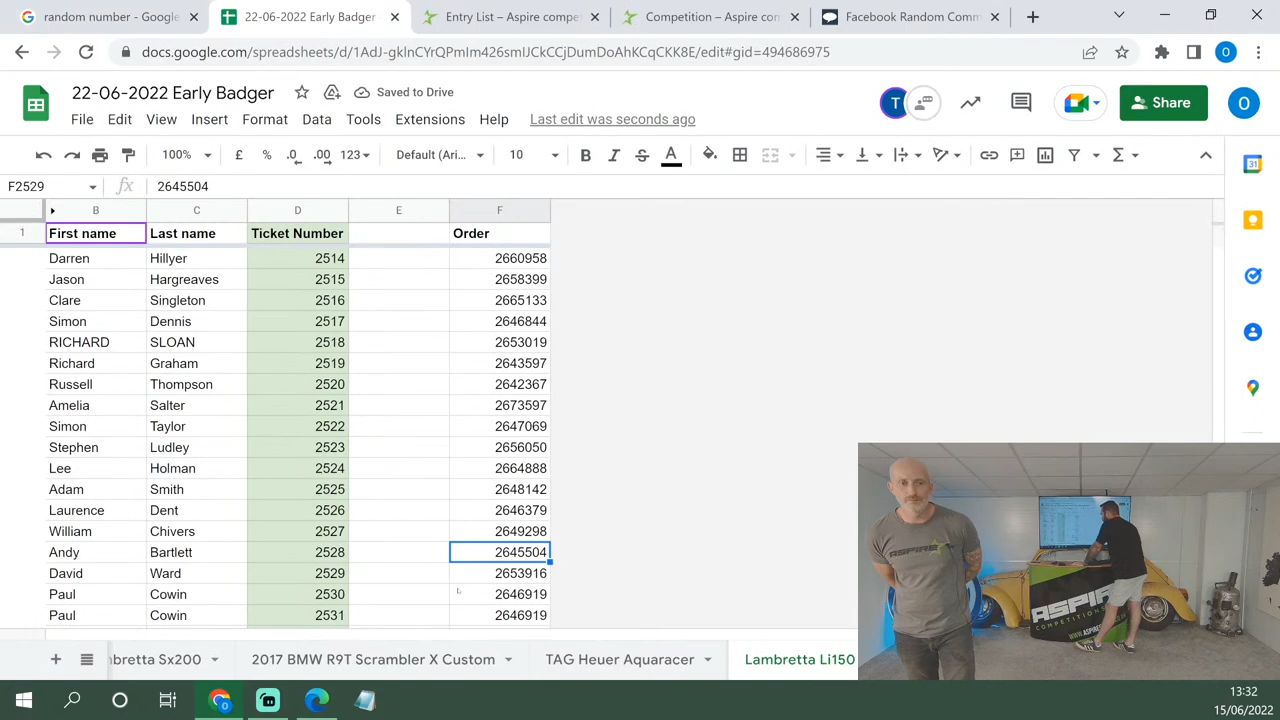 random number - Google
22-06-2022 Early Badger
Entry List – Aspire compe
Competition – Aspire con
Facebook Random Comm
docs.google.com/spreadsheets/d/1AdJ-gklnCYrQPmIm426smIJCkCCjDumDoAhKCqCKK8E/edit#gid=494686975
O
22-06-2022 Early Badger
Saved to Drive
T
Share
O
File Edit View Insert Format Data Tools Extensions Help Last edit was seconds ago
100% £ % .0 .00 123 Default (Ari... 10 B I S A Σ
F2529 fx 2645504
B C D E F
1 First name Last name Ticket Number Order
Darren Hillyer 2514 2660958
Jason Hargreaves 2515 2658399
Clare Singleton 2516 2665133
Simon Dennis 2517 2646844
RICHARD SLOAN 2518 2653019
Richard Graham 2519 2643597
Russell Thompson 2520 2642367
Amelia Salter 2521 2673597
Simon Taylor 2522 2647069
Stephen Ludley 2523 2656050
Lee Holman 2524 2664888
Adam Smith 2525 2648142
Laurence Dent 2526 2646379
William Chivers 2527 2649298
Andy Bartlett 2528 2645504
David Ward 2529 2653916
Paul Cowin 2530 2646919
Paul Cowin 2531 2646919
31
ASPIRE
COMPETITIONS
mbretta Sx200 2017 BMW R9T Scrambler X Custom TAG Heuer Aquaracer Lambretta Li150
13:32
15/06/2022